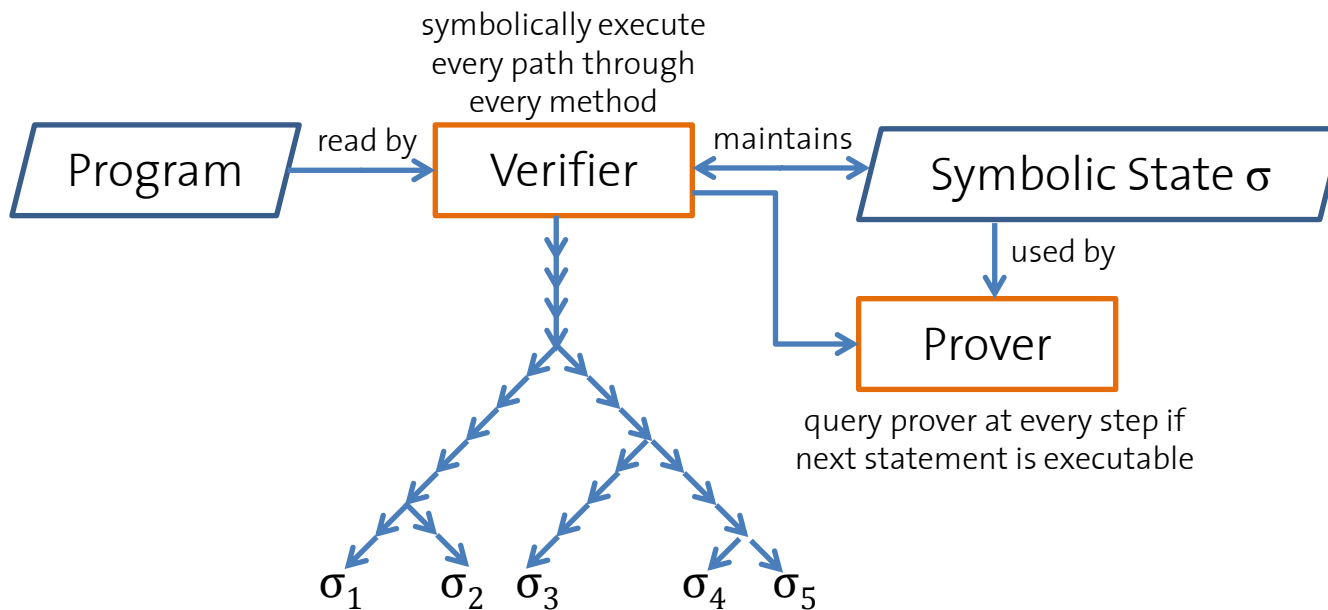 symbolically execute
every path through
every method
Program
read by
Verifier
maintains
Symbolic State σ
used by
Prover
query prover at every step if
next statement is executable
σ₁
σ₂
σ₃
σ₄
σ₅